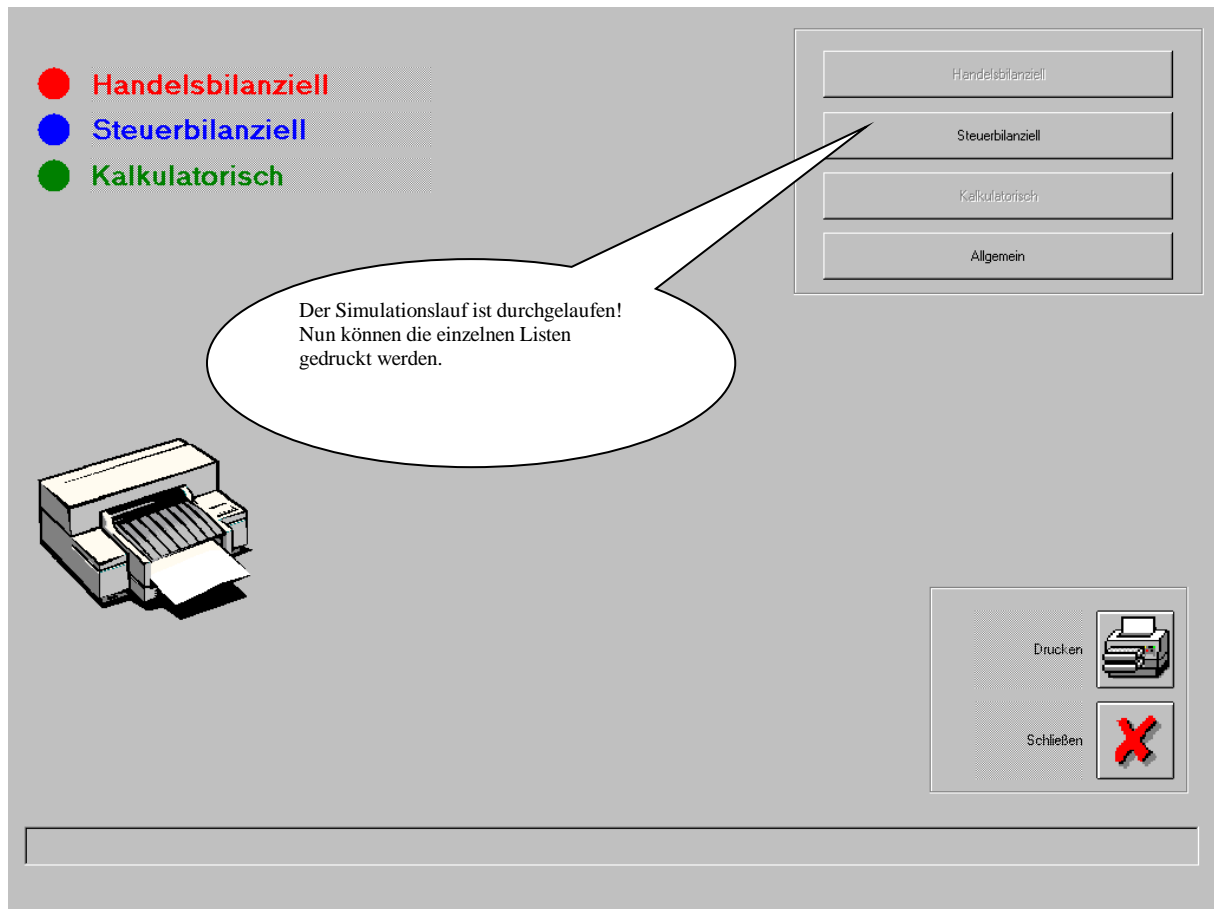 Handelsbilanziell
Steuerbilanziell
Kalkulatorisch
Handelsbilanziell
Steuerbilanziell
Kalkulatorisch
Allgemein
Der Simulationslauf ist durchgelaufen!
Nun können die einzelnen Listen
gedruckt werden.
Drucken
Schließen